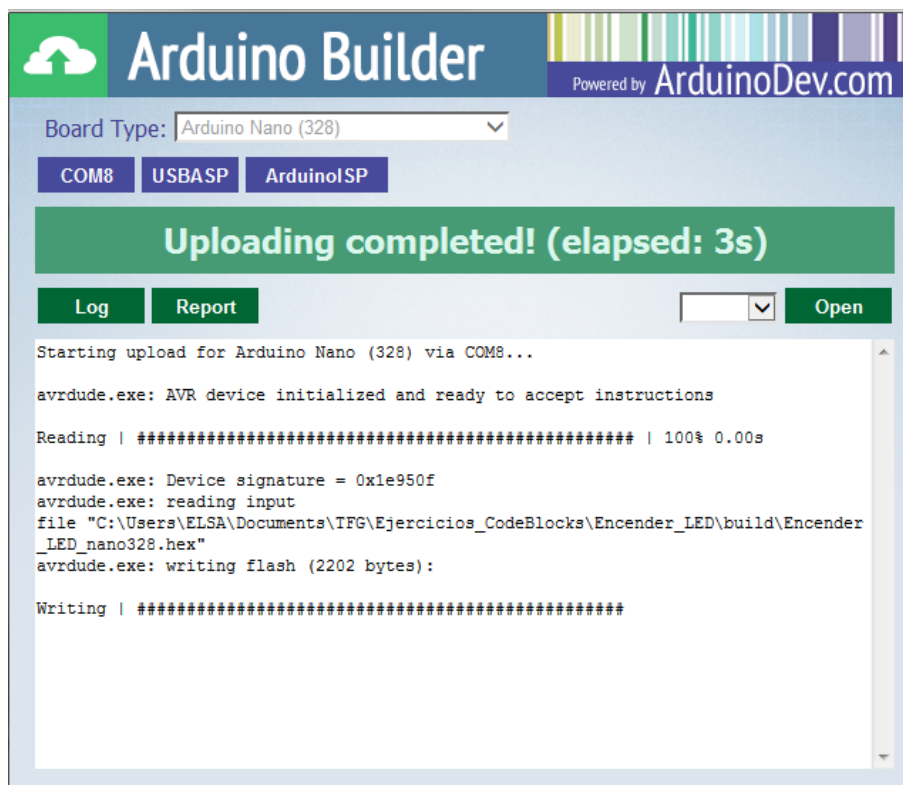 Arduino Builder
Powered by ArduinoDev.com
Board Type: Arduino Nano (328)
COM8 USBASP ArduinoISP
Uploading completed! (elapsed: 3s)
Log Report Open
Starting upload for Arduino Nano (328) via COM8...
avrdude.exe: AVR device initialized and ready to accept instructions
Reading | ################################################## | 100% 0.00s
avrdude.exe: Device signature = 0x1e950f
avrdude.exe: reading input
file "C:\Users\ELSA\Documents\TFG\Ejercicios_CodeBlocks\Encender_LED\build\Encender
_LED_nano328.hex"
avrdude.exe: writing flash (2202 bytes):
Writing | #################################################